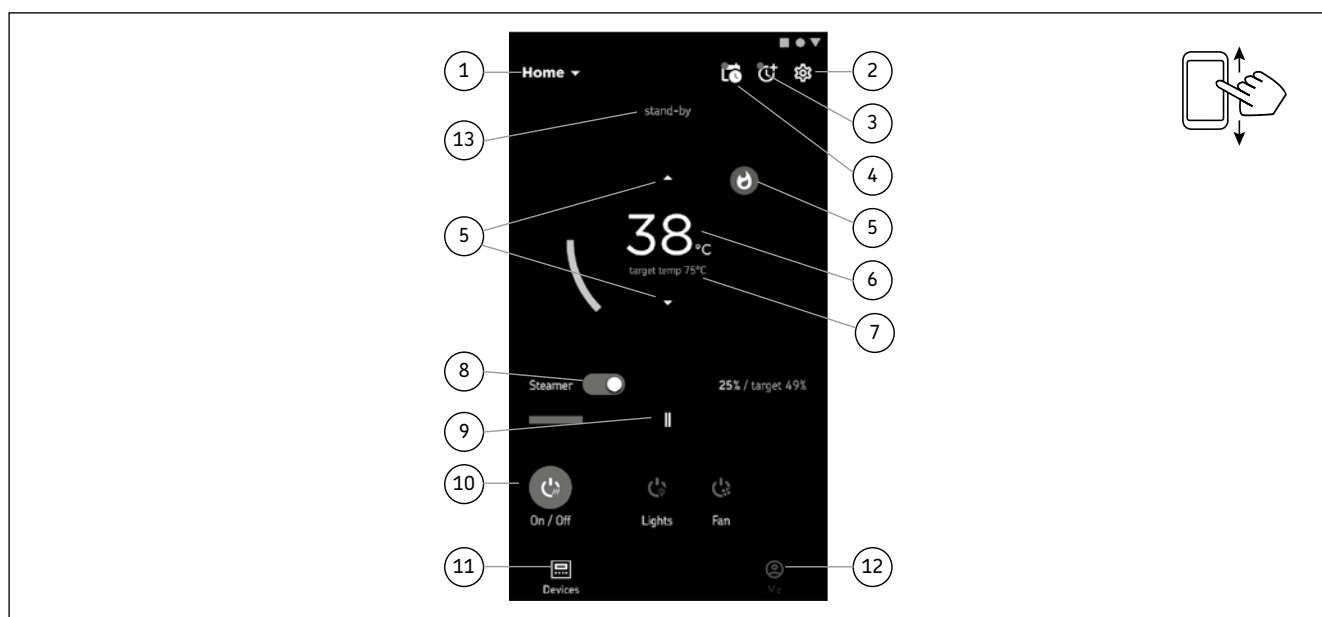 1
Home
2
3
13
stand-by
4
5
5
38°C
6
target temp 75°C
7
8
Steamer
25% / target 49%
9
10
On / Off
Lights
Fan
11
12
Devices
Me